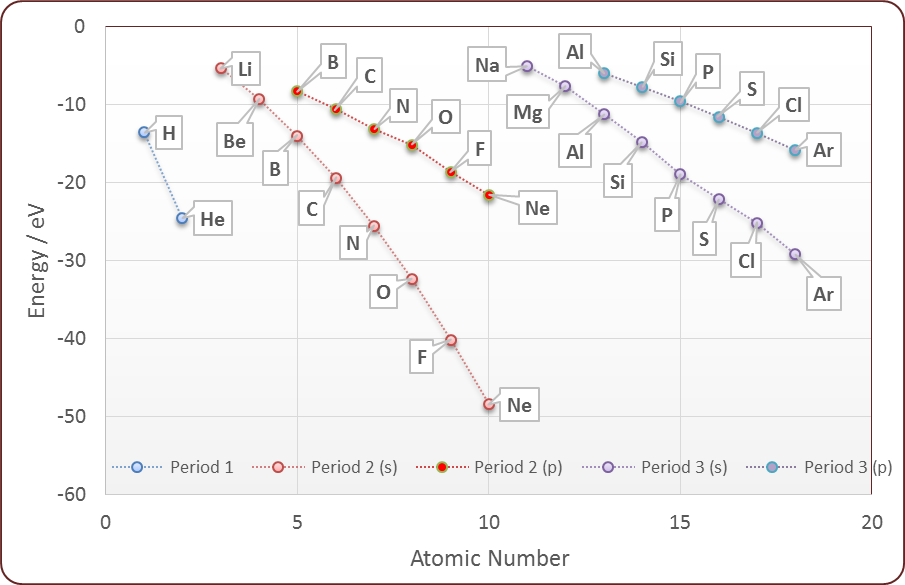 0
-10
-20
-30
-40
-50
-60
Energy / eV
H
He
Li
Be
B
C
N
O
F
Ne
B
C
N
O
F
Ne
Na
Mg
Al
Si
P
S
Cl
Ar
Al
Si
P
S
Cl
Ar
Period 1 Period 2 (s) Period 2 (p) Period 3 (s) Period 3 (p)
0 5 10 15 20
Atomic Number